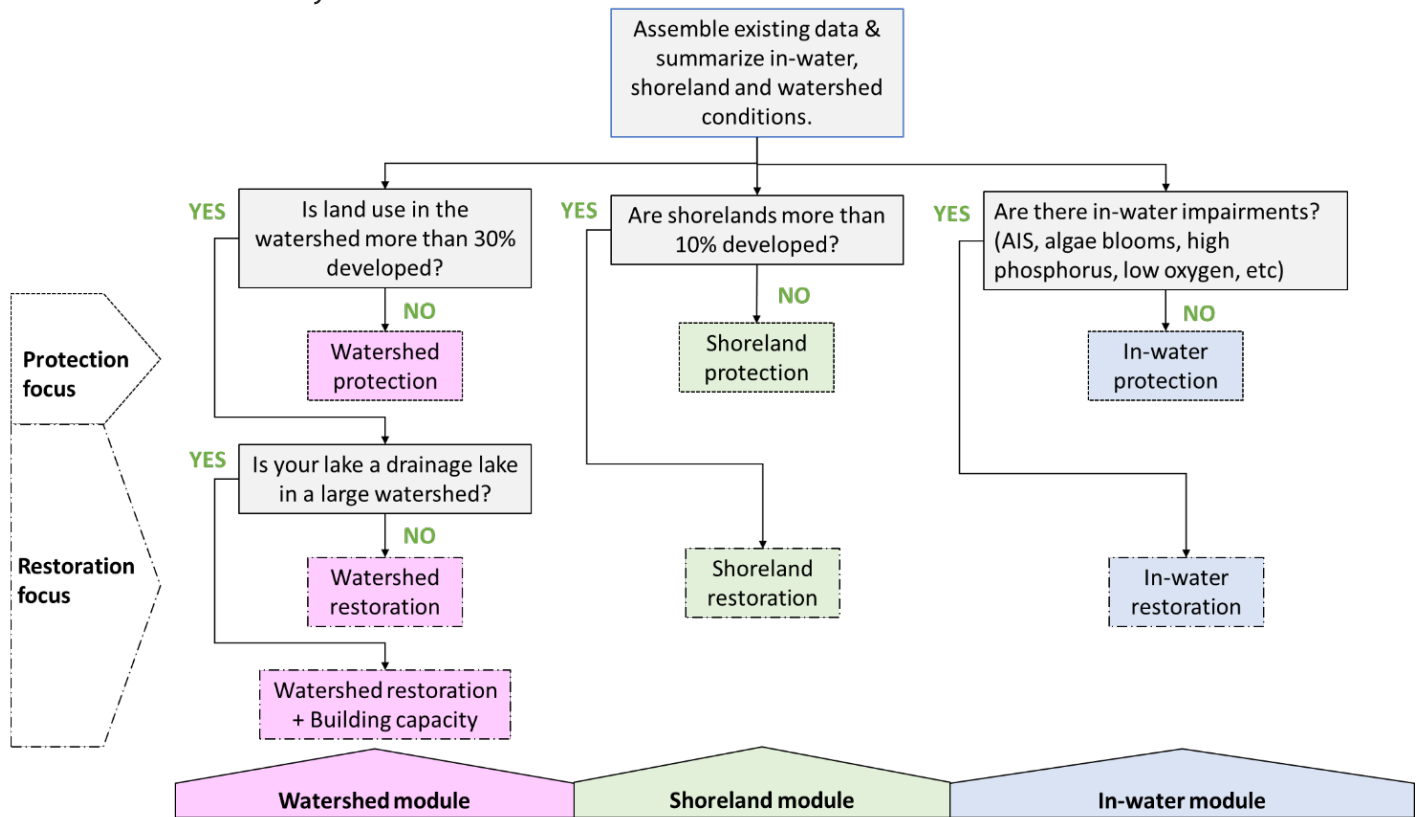 Assemble existing data &
summarize in-water,
shoreland and watershed
conditions.
YES
Is land use in the
watershed more than 30%
developed?
NO
Watershed
protection
YES
Is your lake a drainage lake
in a large watershed?
NO
Watershed
restoration
Watershed restoration
+ Building capacity
YES
Are shorelands more than
10% developed?
NO
Shoreland
protection
Shoreland
restoration
YES
Are there in-water impairments?
(AIS, algae blooms, high
phosphorus, low oxygen, etc)
NO
In-water
protection
In-water
restoration
Protection
focus
Restoration
focus
Watershed module
Shoreland module
In-water module